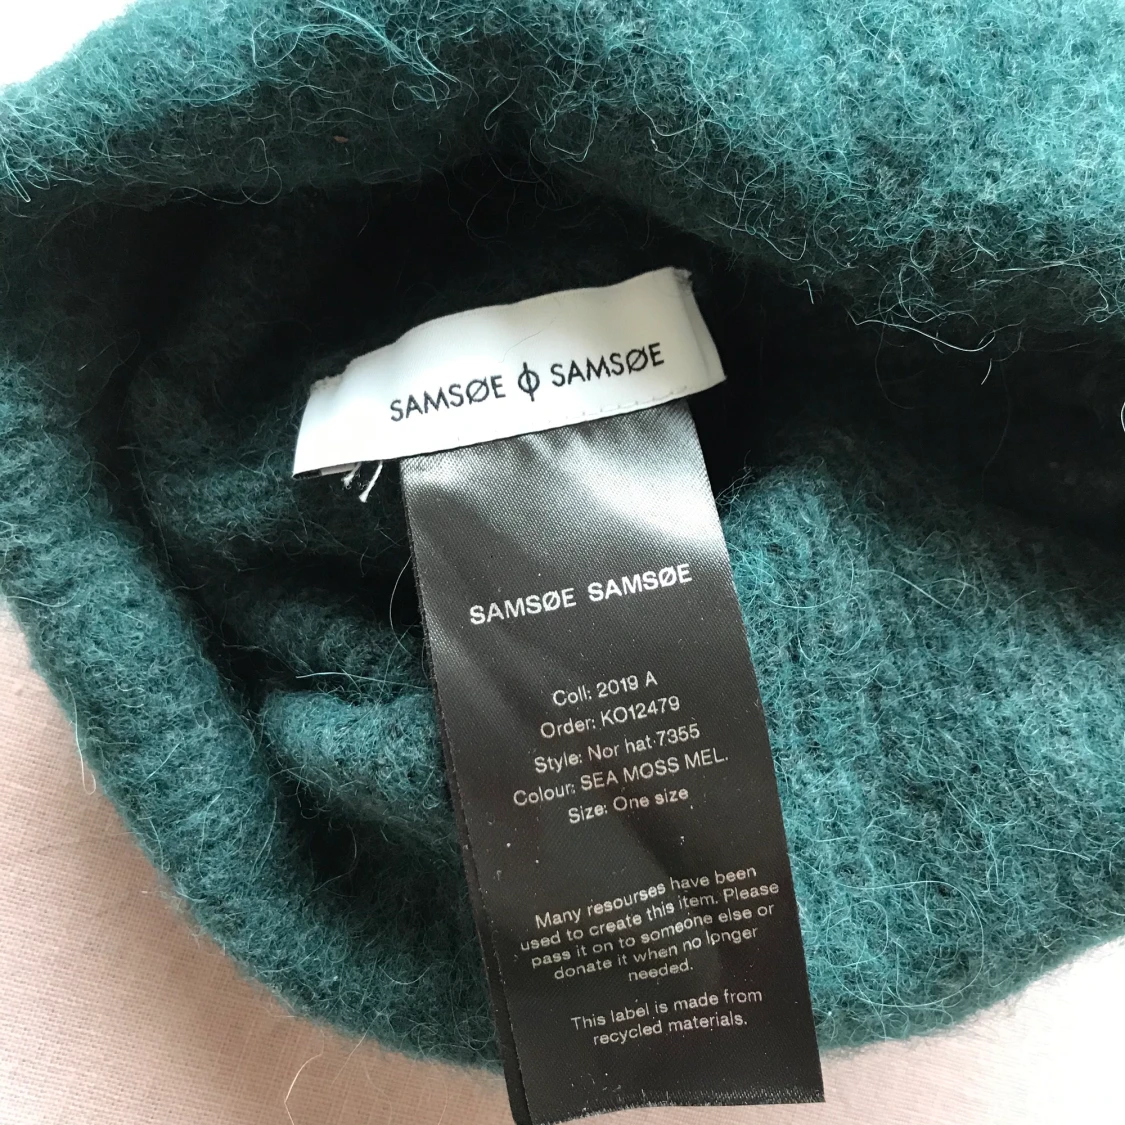 SAMSØE ϕ SAMSØE
SAMSØE SAMSØE
Coll: 2019 A
Order: KO12479
Style: Nor hat 7355
Colour: SEA MOSS MEL.
Size: One size
Many resourses have been
used to create this item. Please
pass it on to someone else or
donate it when no longer
needed.
This label is made from
recycled materials.